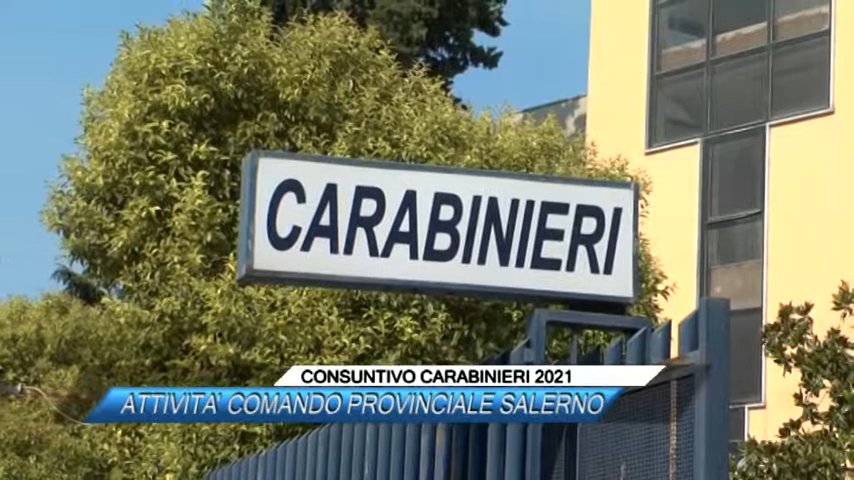 CARABINIERI
CONSUNTIVO CARABINIERI 2021
ATTIVITA' COMANDO PROVINCIALE SALERNO